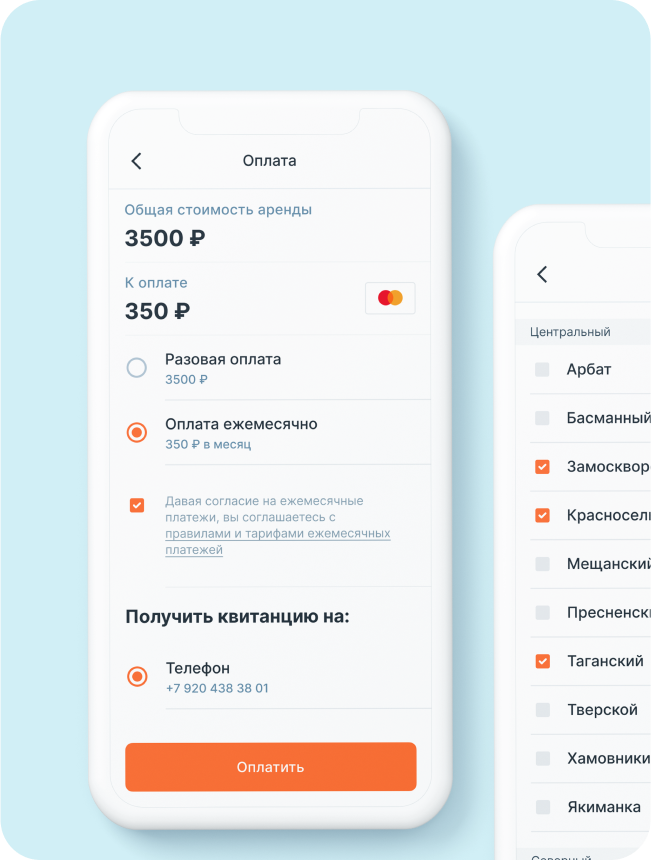 Оплата
Общая стоимость аренды
3500 ₽
К оплате
350 ₽
Разовая оплата
3500 ₽
Оплата ежемесячно
350 ₽ в месяц
Давая согласие на ежемесячные
платежи, вы соглашаетесь с
правилами и тарифами ежемесячных
платежей
Получить квитанцию на:
Телефон
+7 920 438 38 01
Оплатить
Центральный
Арбат
Басманный
Замосквор
Красносел
Мещанский
Пресненск
Таганский
Тверской
Хамовники
Якиманка